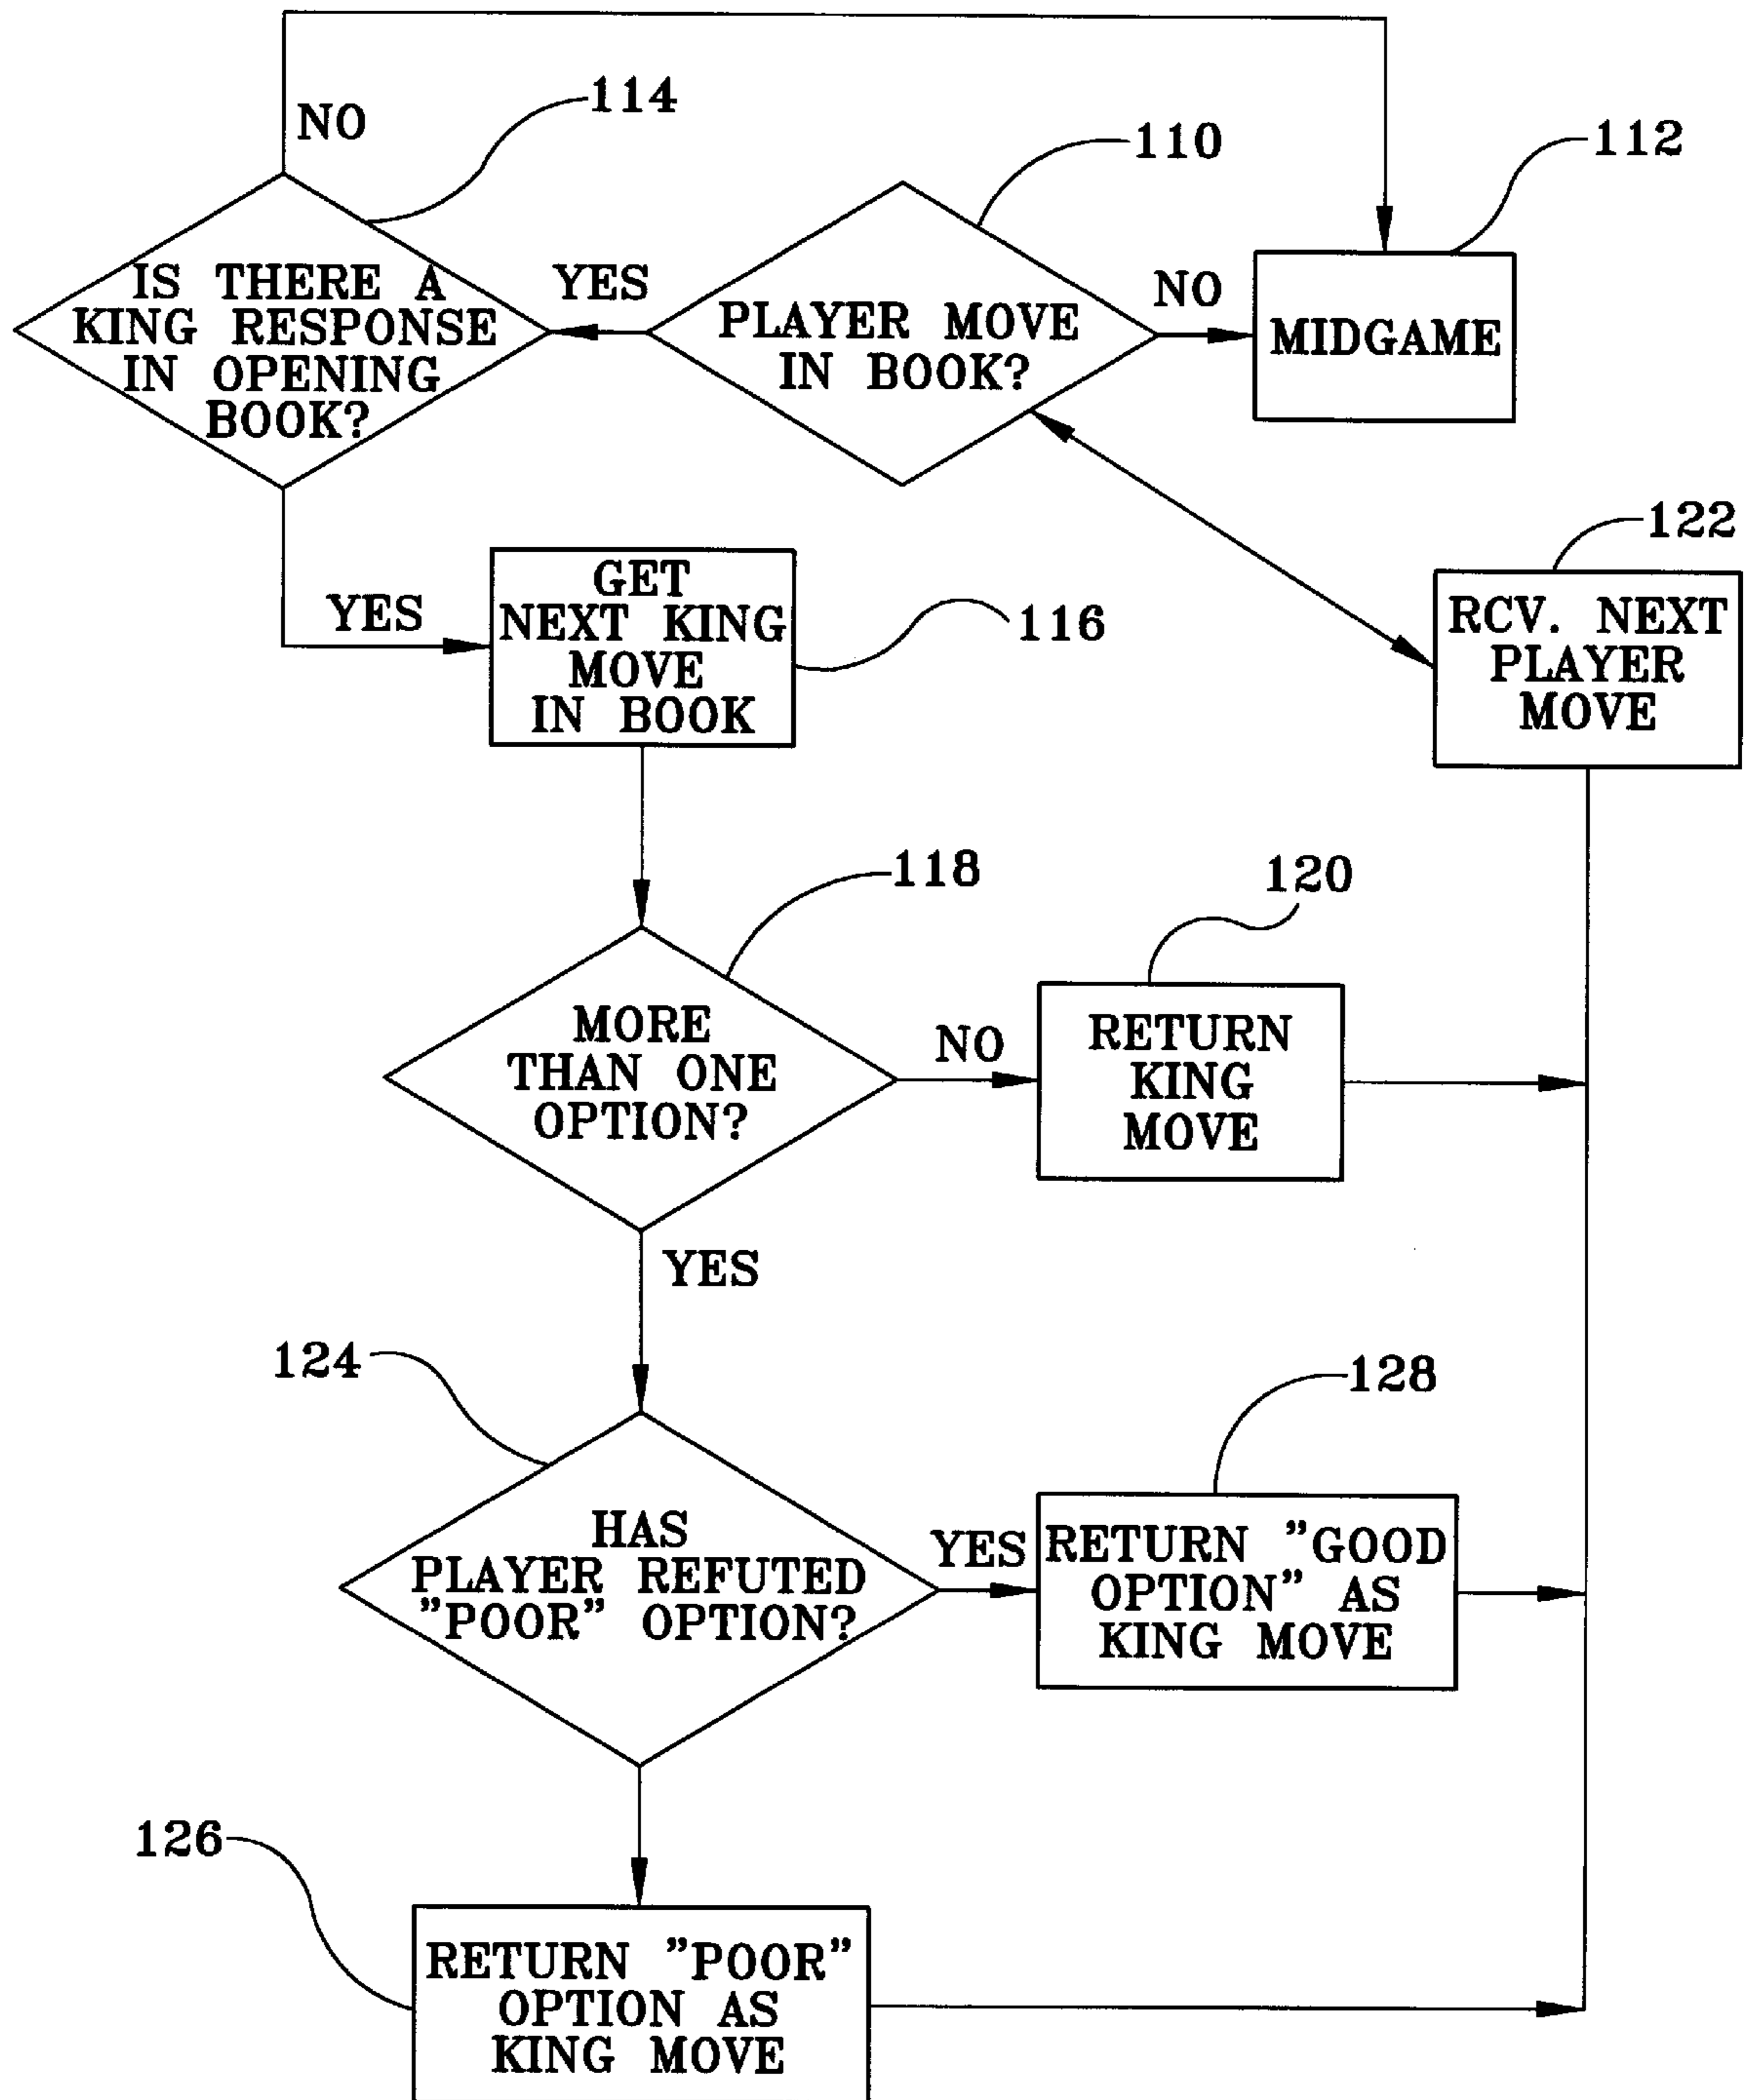 NO
114
110
112
IS THERE A
KING RESPONSE
IN OPENING
BOOK?
YES
PLAYER MOVE
IN BOOK?
NO
MIDGAME
122
RCV. NEXT
PLAYER
MOVE
YES
GET
NEXT KING
MOVE
IN BOOK
116
118
120
MORE
THAN ONE
OPTION?
NO
RETURN
KING
MOVE
YES
124
128
HAS
PLAYER REFUTED
"POOR" OPTION?
YES
RETURN "GOOD
OPTION" AS
KING MOVE
126
RETURN "POOR"
OPTION AS
KING MOVE